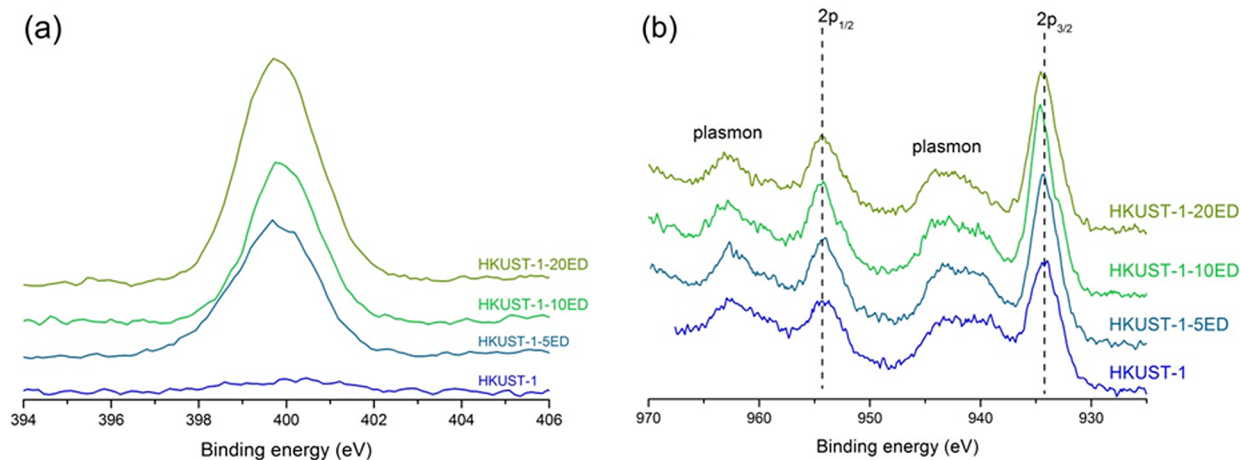 (a)
HKUST-1-20ED
HKUST-1-10ED
HKUST-1-5ED
HKUST-1
394 396 398 400 402 404 406
Binding energy (eV)
(b)
2p1/2 2p3/2
plasmon
plasmon
HKUST-1-20ED
HKUST-1-10ED
HKUST-1-5ED
HKUST-1
970 960 950 940 930
Binding energy (eV)